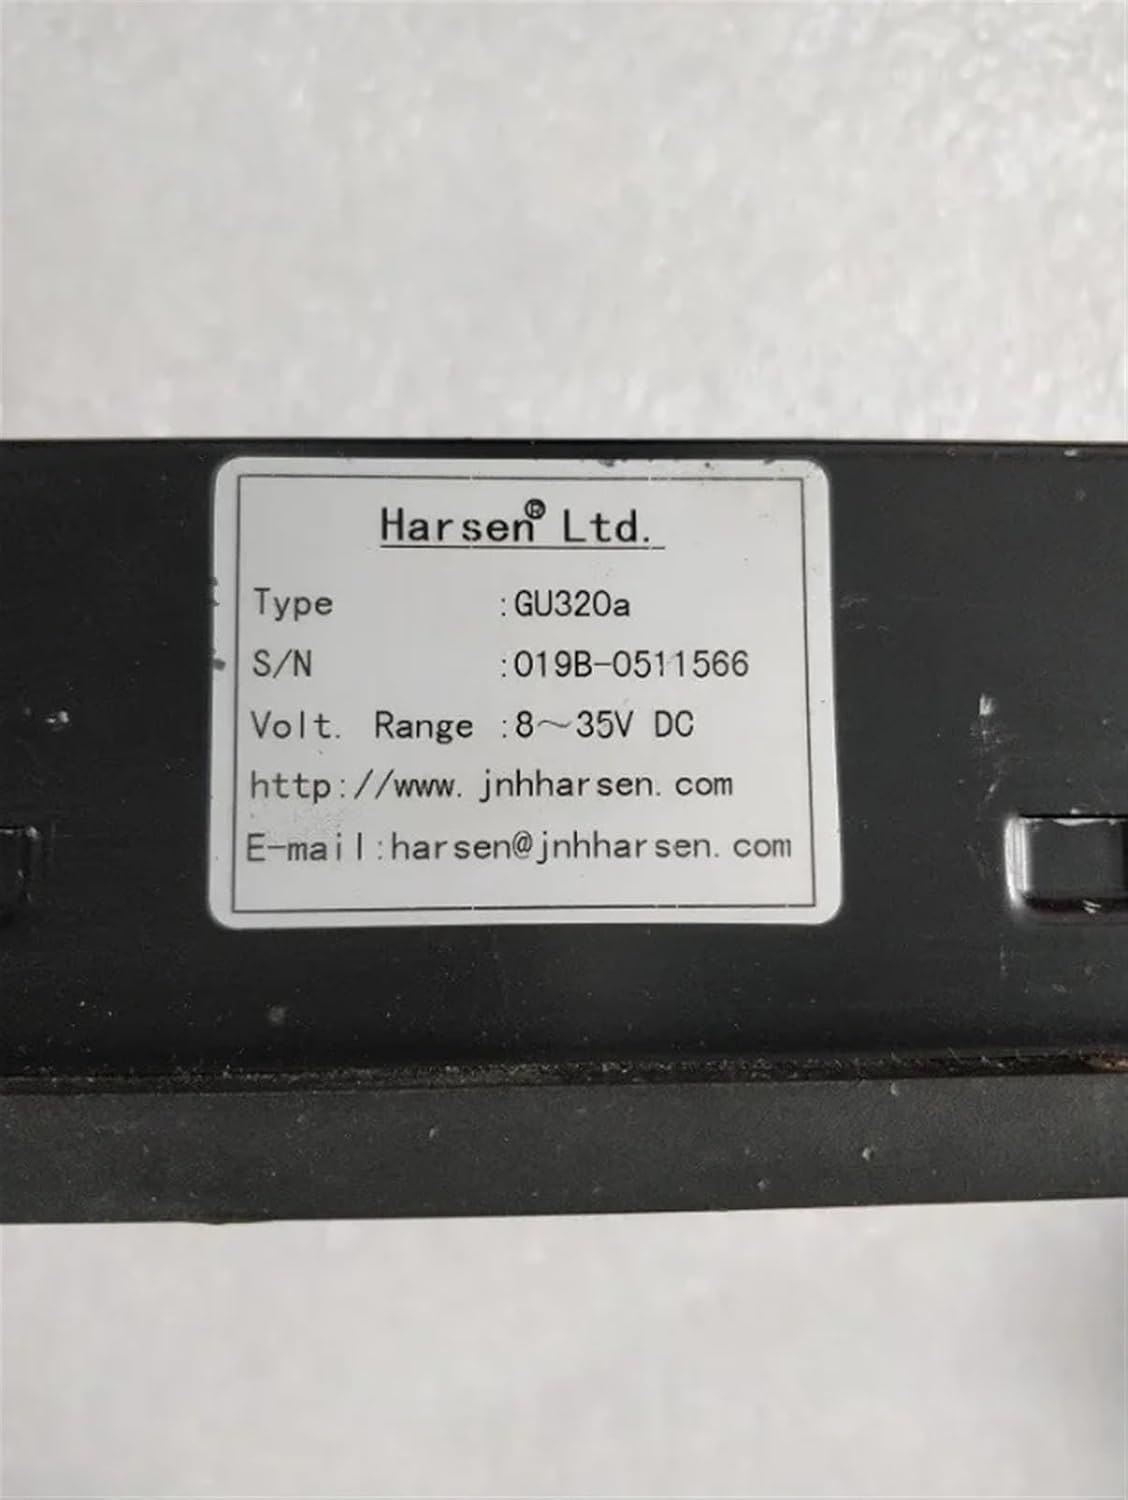 Harsen® Ltd.
Type :GU320a
S/N :019B-0511566
Volt. Range :8～35V DC
http://www. jnhharsen. com
E-mail:harsen@jnhharsen. com